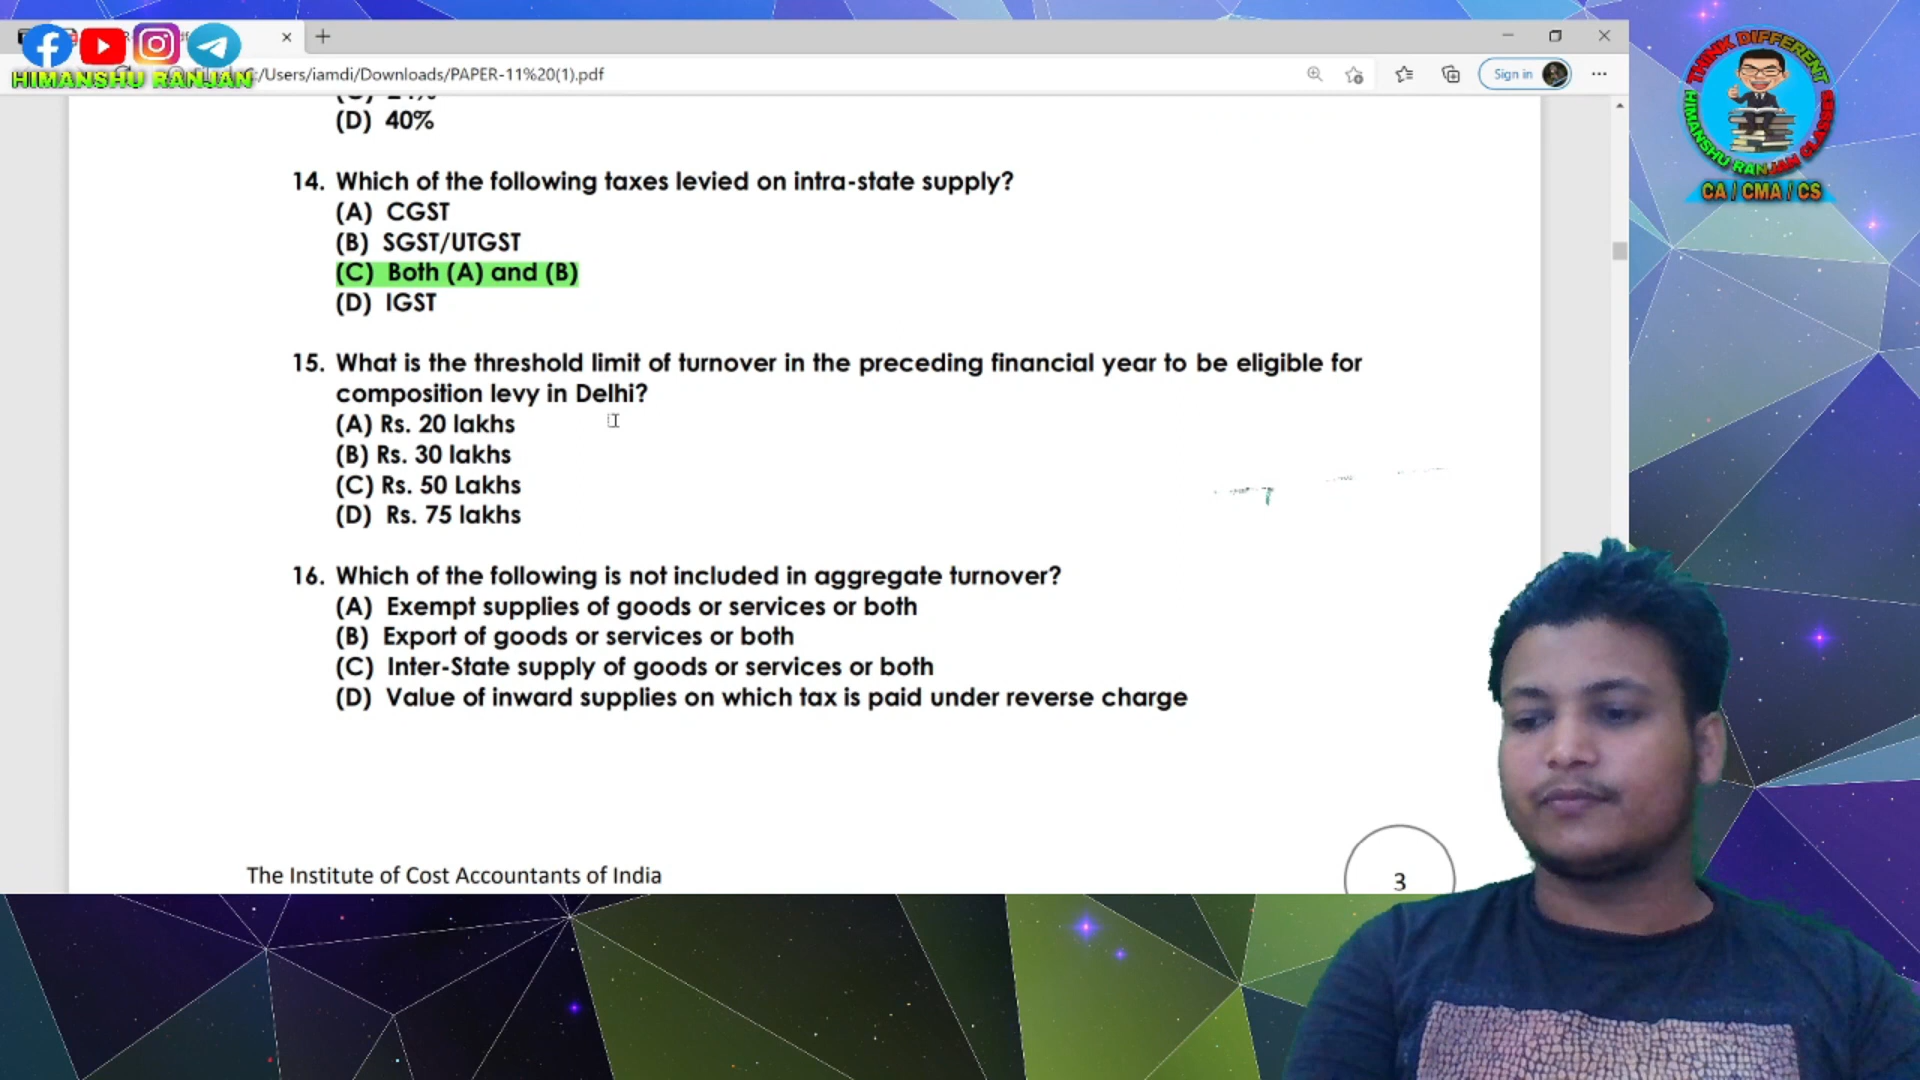 HIMANSHU RANJAN
C:/Users/iamdi/Downloads/PAPER-11%20(1).pdf
Sign in
THINK DIFFERENT
HIMANSHU RANJAN CLASSES
CA / CMA / CS
(D) 40%
14. Which of the following taxes levied on intra-state supply?
(A) CGST
(B) SGST/UTGST
(C) Both (A) and (B)
(D) IGST
15. What is the threshold limit of turnover in the preceding financial year to be eligible for
composition levy in Delhi?
(A) Rs. 20 lakhs
(B) Rs. 30 lakhs
(C) Rs. 50 Lakhs
(D) Rs. 75 lakhs
16. Which of the following is not included in aggregate turnover?
(A) Exempt supplies of goods or services or both
(B) Export of goods or services or both
(C) Inter-State supply of goods or services or both
(D) Value of inward supplies on which tax is paid under reverse charge
The Institute of Cost Accountants of India
3